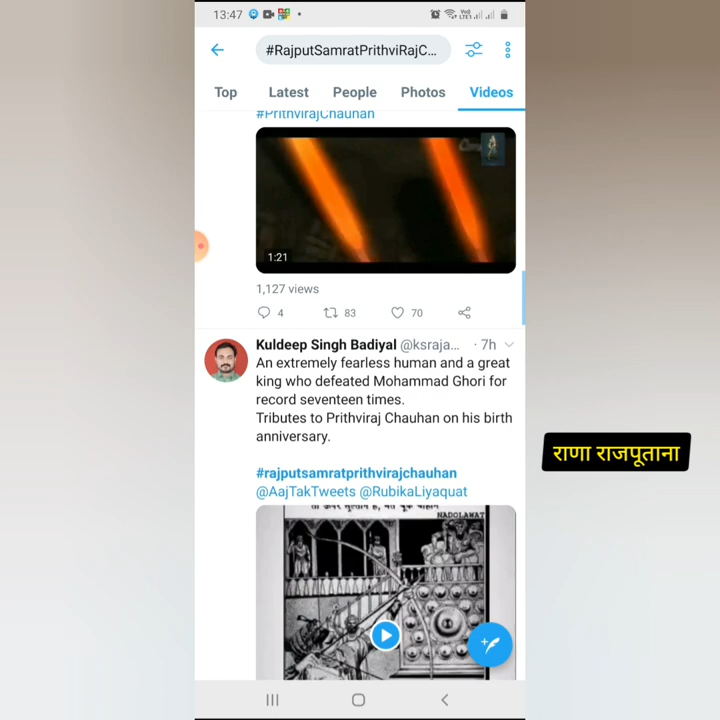 13:47
#RajputSamratPrithviRajC...
Top Latest People Photos Videos
#PrithvirajChauhan
1:21
1,127 views
4 83 70
Kuldeep Singh Badiyal @ksraja... · 7h
An extremely fearless human and a great
king who defeated Mohammad Ghori for
record seventeen times.
Tributes to Prithviraj Chauhan on his birth
anniversary.
#rajputsamratprithvirajchauhan
@AajTakTweets @RubikaLiyaquat
NADOLAWAT
राणा राजपूताना